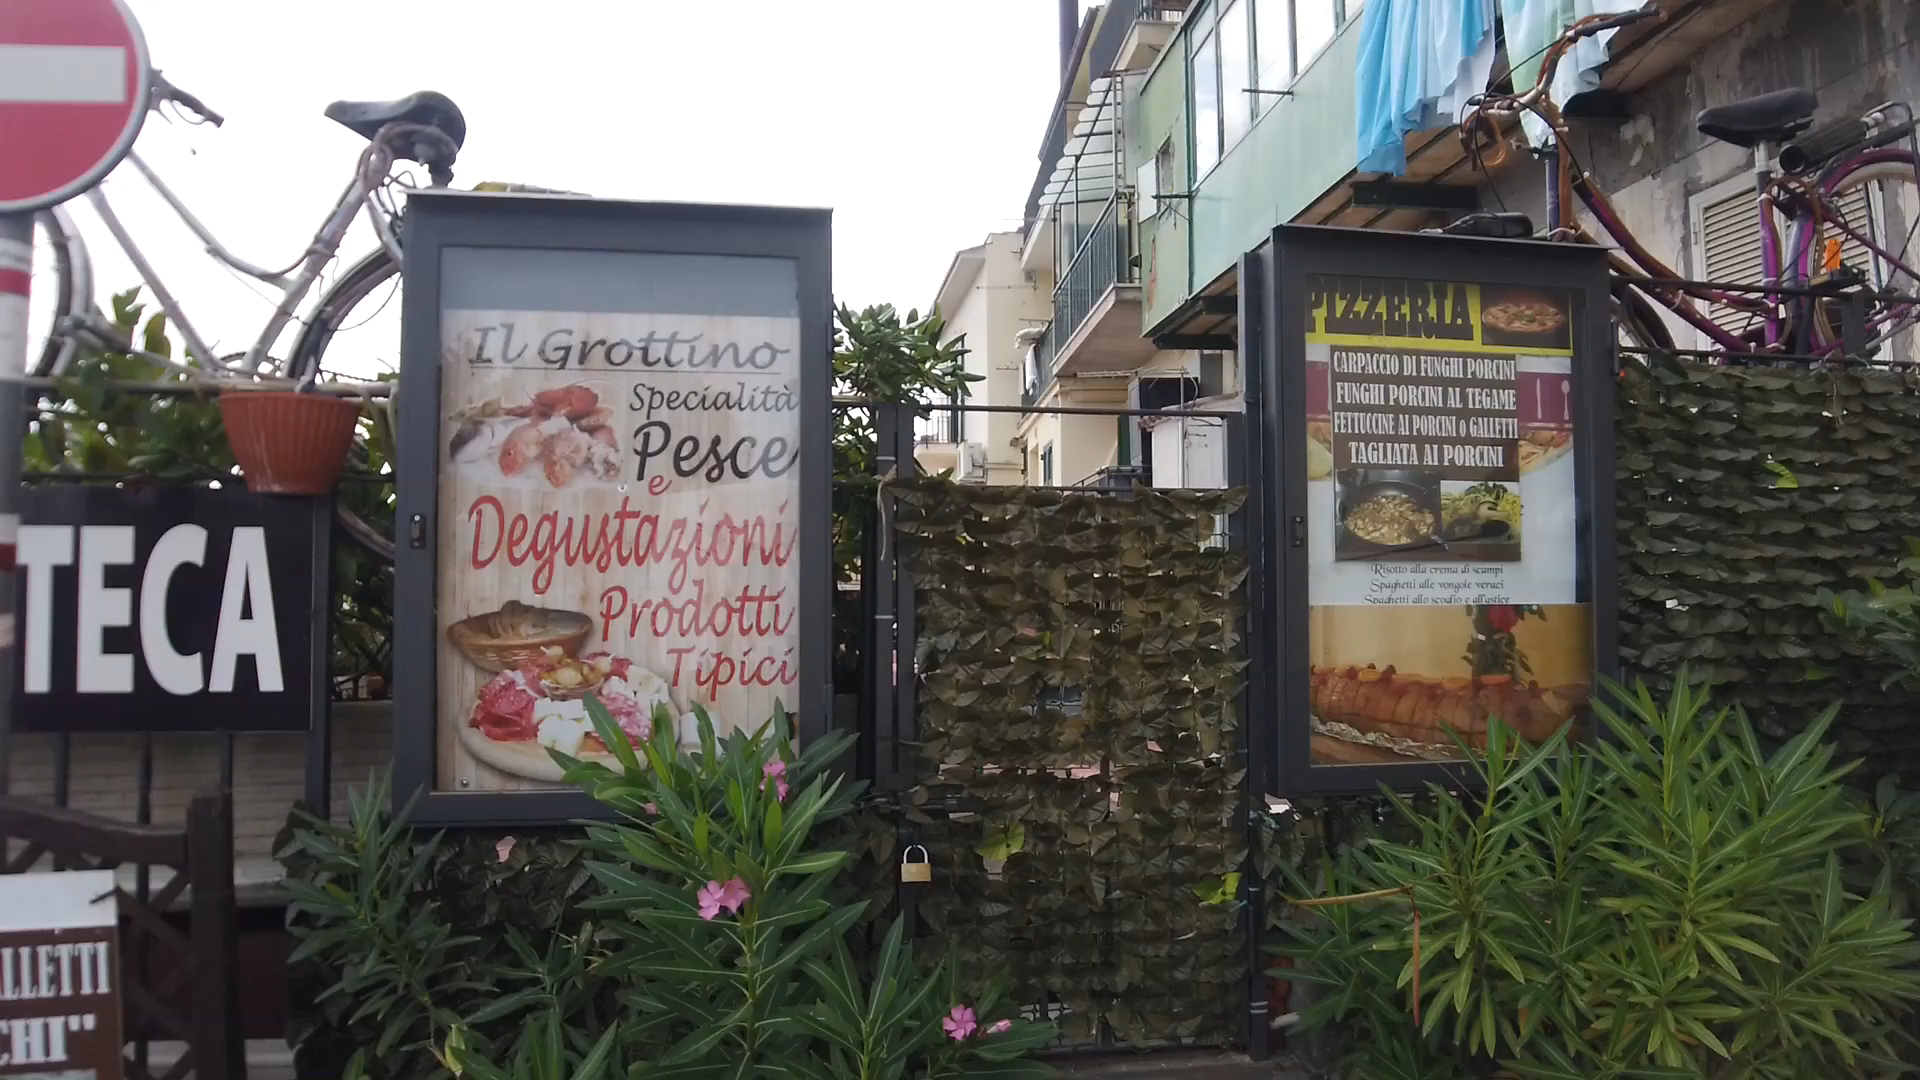 Il Grottino
Specialità
Pesce
e
Degustazioni
Prodotti
Tipici
TECA
LLETTI
CHI"
PIZZERIA
CARPACCIO DI FUNGHI PORCINI
FUNGHI PORCINI AL TEGAME
FETTUCCINE AI PORCINI O GALLETTI
TAGLIATA AI PORCINI
Risotto alla crema di scampi
Spaghetti alle vongole veraci
Spaghetti allo scoglio e all'astice